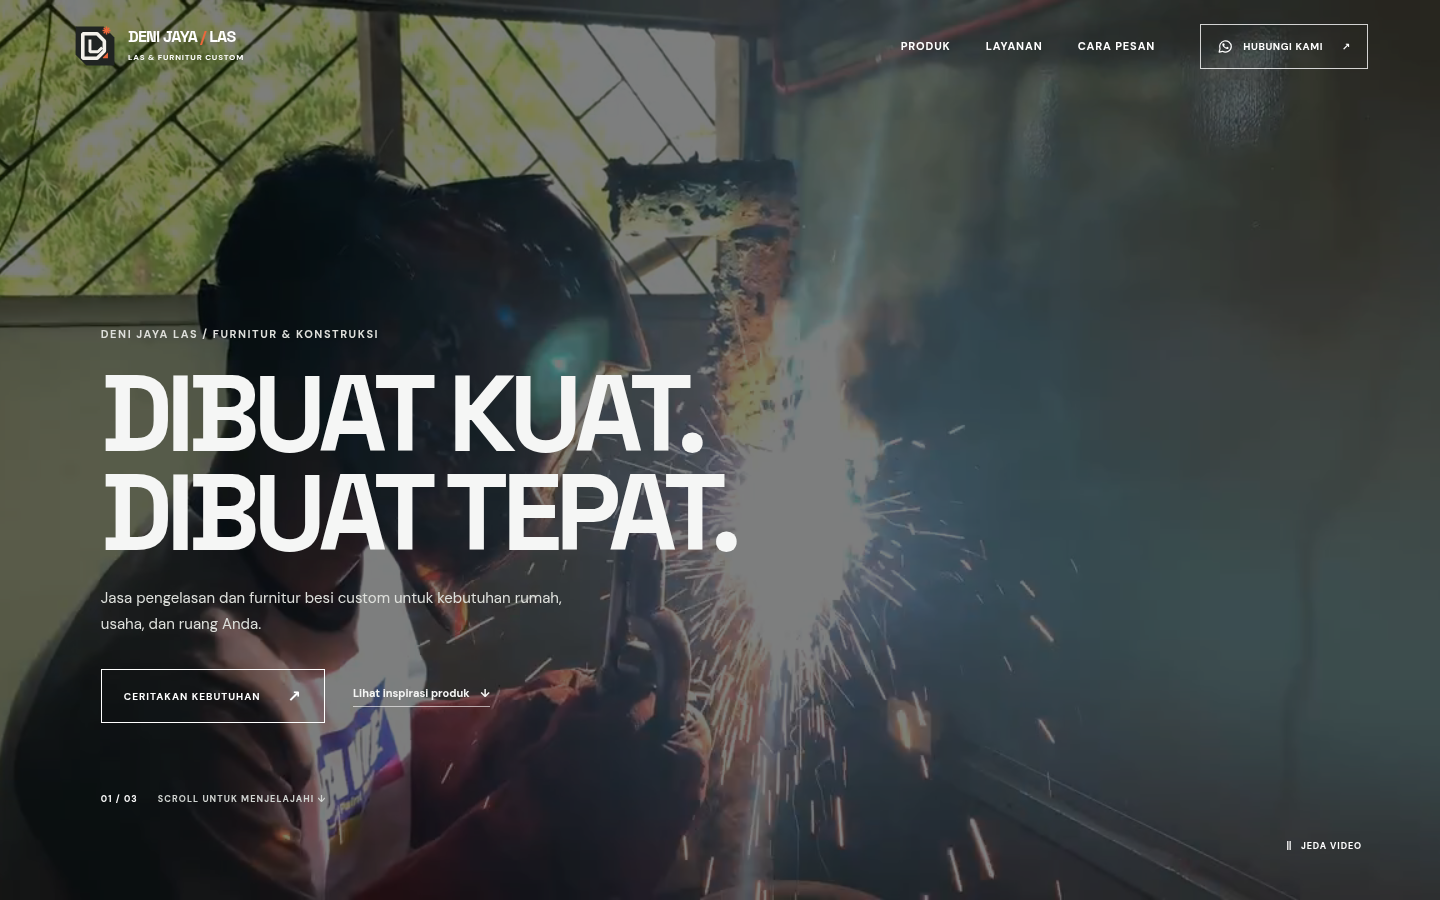 DENI JAYA / LAS
LAS & FURNITUR CUSTOM
PRODUK
LAYANAN
CARA PESAN
HUBUNGI KAMI ↗
DENI JAYA LAS / FURNITUR & KONSTRUKSI
DIBUAT KUAT.
DIBUAT TEPAT.
Jasa pengelasan dan furnitur besi custom untuk kebutuhan rumah,
usaha, dan ruang Anda.
CERITAKAN KEBUTUHAN ↗
Lihat inspirasi produk ↓
01 / 03
SCROLL UNTUK MENJELAJAHI ↓
JEDA VIDEO